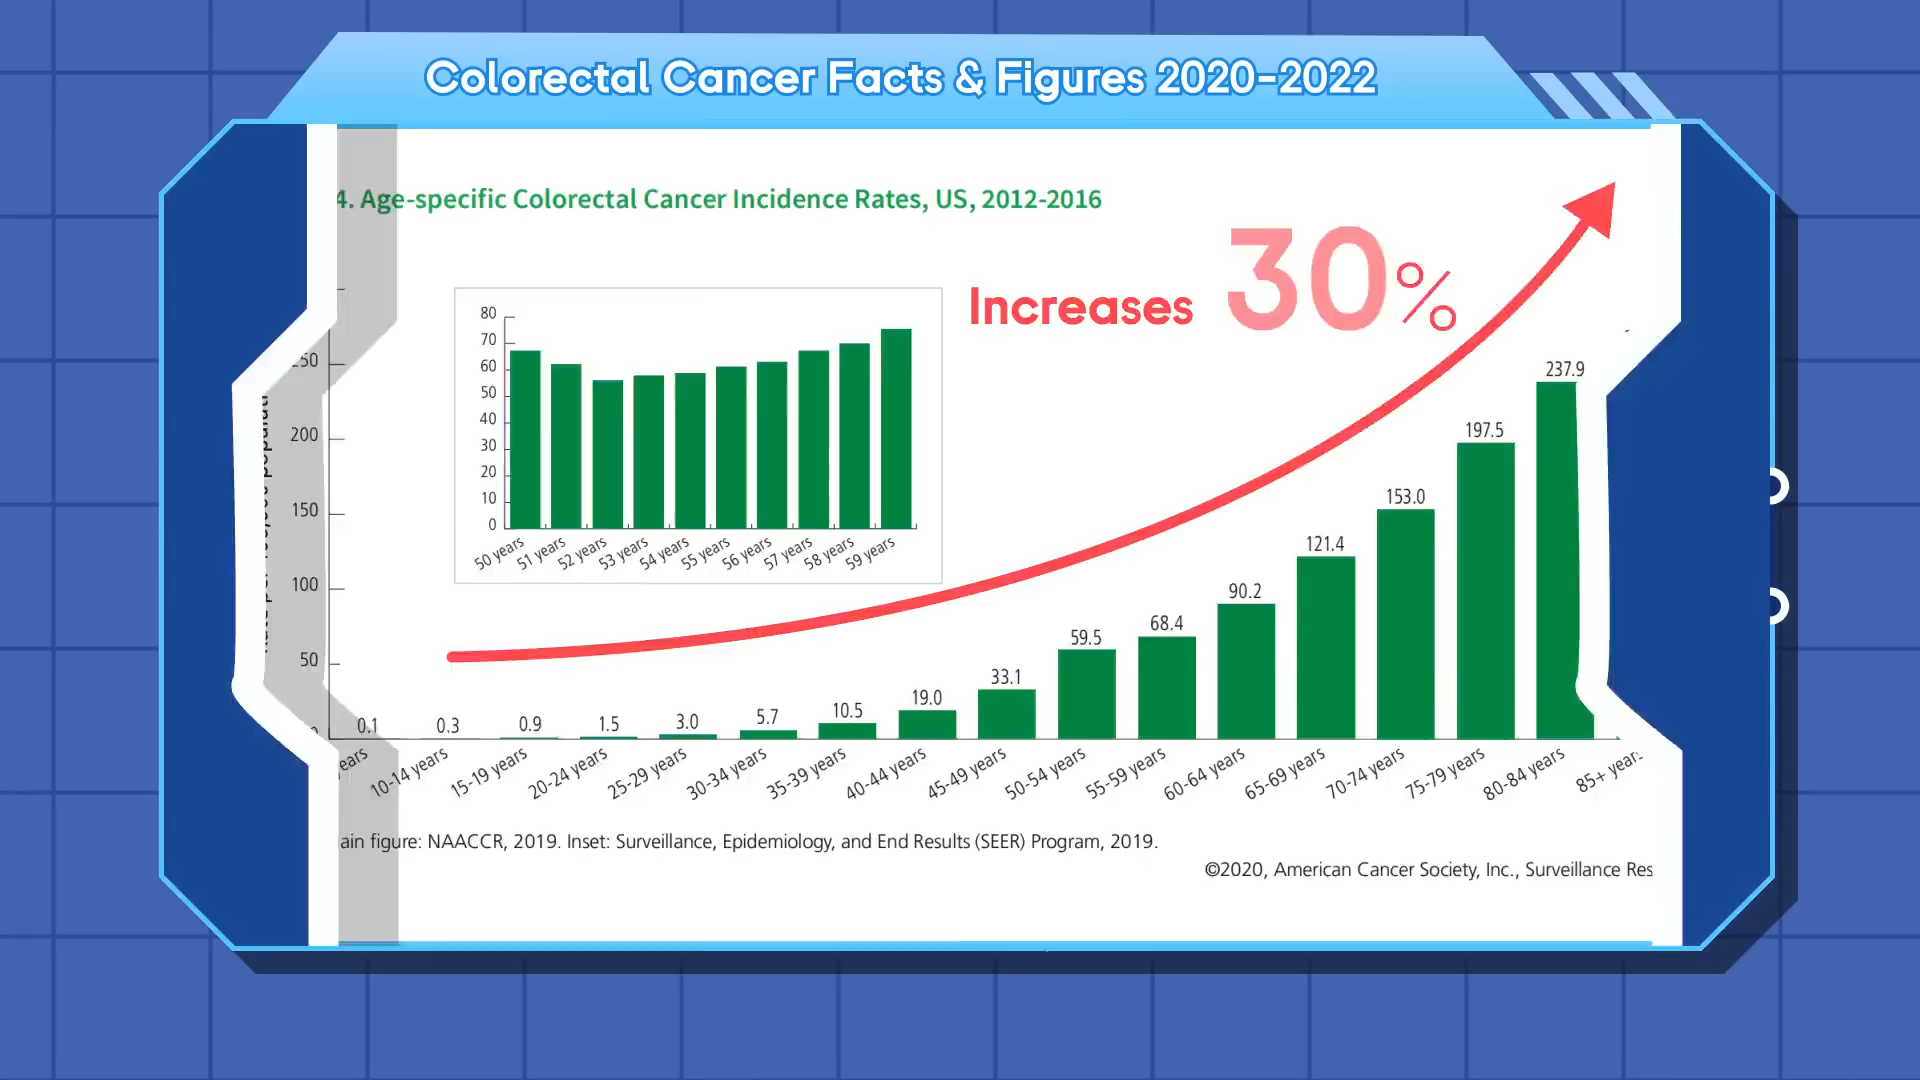 Colorectal Cancer Facts & Figures 2020-2022
4. Age-specific Colorectal Cancer Incidence Rates, US, 2012-2016
Increases 30%
80
70
60
50
40
30
20
10
0
50 years
51 years
52 years
53 years
54 years
55 years
56 years
57 years
58 years
59 years
50
200
150
100
50
0.1
0.3
0.9
1.5
3.0
5.7
10.5
19.0
33.1
59.5
68.4
90.2
121.4
153.0
197.5
237.9
10-14 years
15-19 years
20-24 years
25-29 years
30-34 years
35-39 years
40-44 years
45-49 years
50-54 years
55-59 years
60-64 years
65-69 years
70-74 years
75-79 years
80-84 years
85+ years
ain figure: NAACCR, 2019. Inset: Surveillance, Epidemiology, and End Results (SEER) Program, 2019.
©2020, American Cancer Society, Inc., Surveillance Res